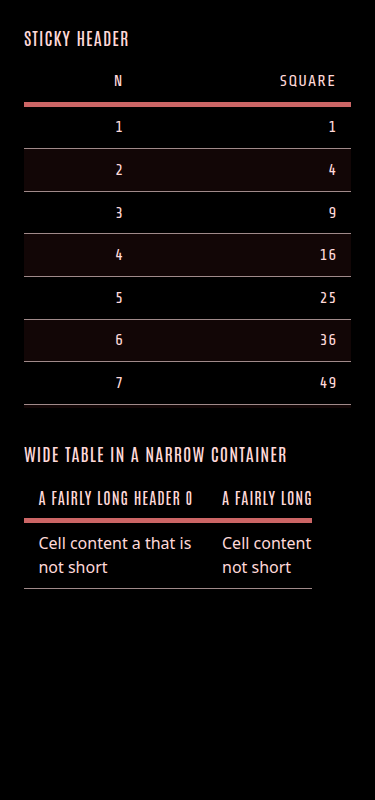 STICKY HEADER
N SQUARE
1 1
2 4
3 9
4 16
5 25
6 36
7 49
WIDE TABLE IN A NARROW CONTAINER
A FAIRLY LONG HEADER 0 A FAIRLY LONG
Cell content a that is Cell content
not short not short